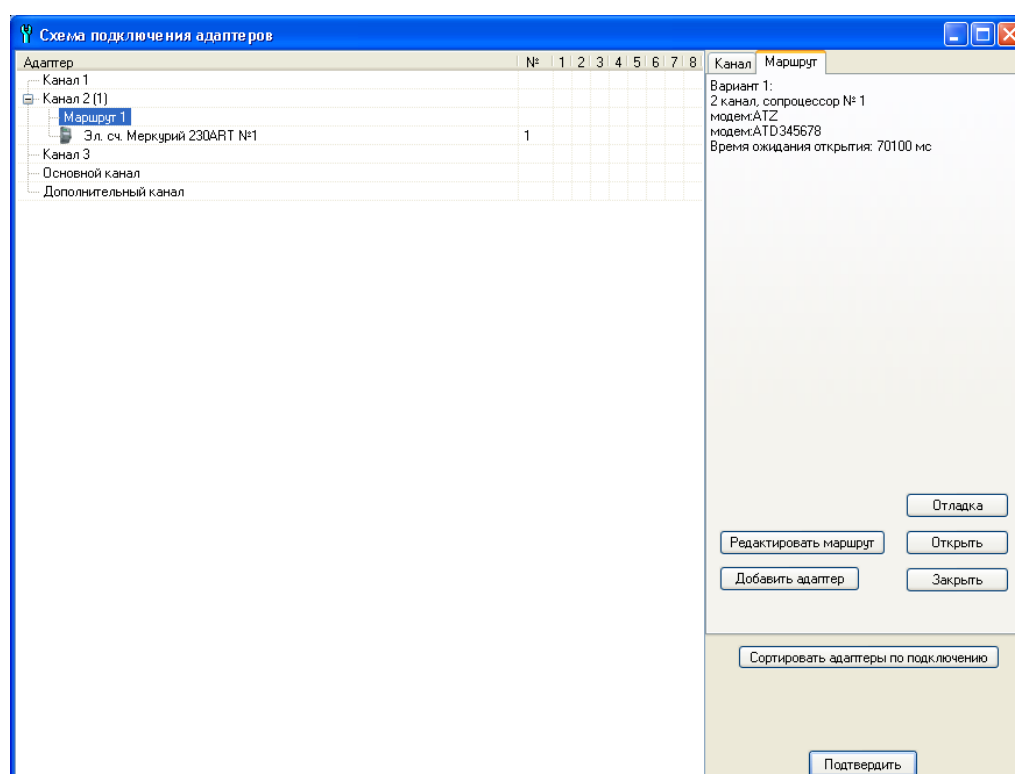 Схема подключения адаптеров
Адаптер № 1 2 3 4 5 6 7 8
Канал 1
Канал 2 (1)
Маршрут 1
Эл. сч. Меркурий 230ART №1 1
Канал 3
Основной канал
Дополнительный канал
Канал Маршрут
Вариант 1:
2 канал, сопроцессор № 1
модем:ATZ
модем:ATD345678
Время ожидания открытия: 70100 мс
Отладка
Редактировать маршрут Открыть
Добавить адаптер Закрыть
Сортировать адаптеры по подключению
Подтвердить